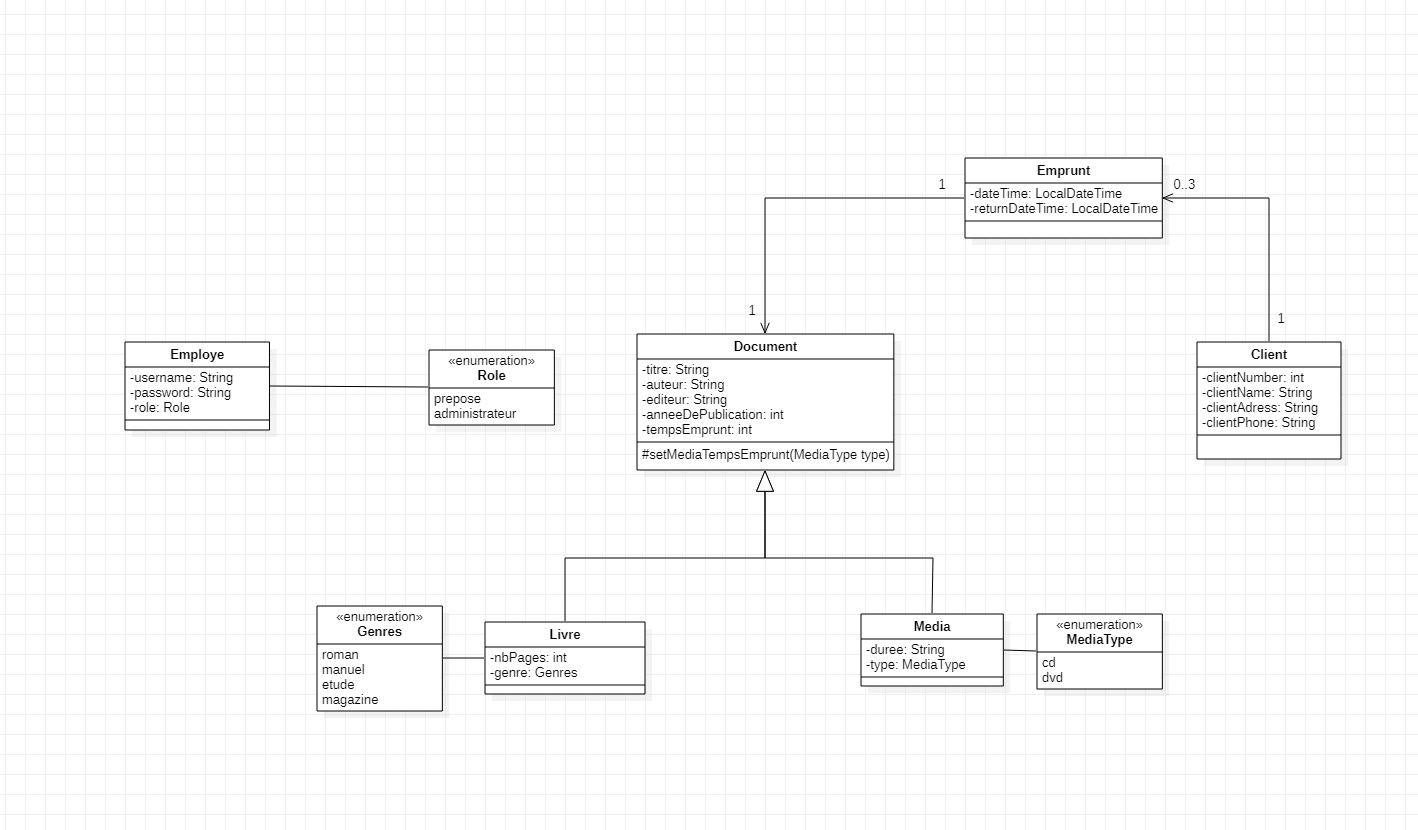 Emprunt
-dateTime: LocalDateTime
-returnDateTime: LocalDateTime
1
0..3
1
1
Employe
-username: String
-password: String
-role: Role
«enumeration»
Role
prepose
administrateur
Document
-titre: String
-auteur: String
-editeur: String
-anneeDePublication: int
-tempsEmprunt: int
#setMediaTempsEmprunt(MediaType type)
Client
-clientNumber: int
-clientName: String
-clientAdress: String
-clientPhone: String
«enumeration»
Genres
roman
manuel
etude
magazine
Livre
-nbPages: int
-genre: Genres
Media
-duree: String
-type: MediaType
«enumeration»
MediaType
cd
dvd